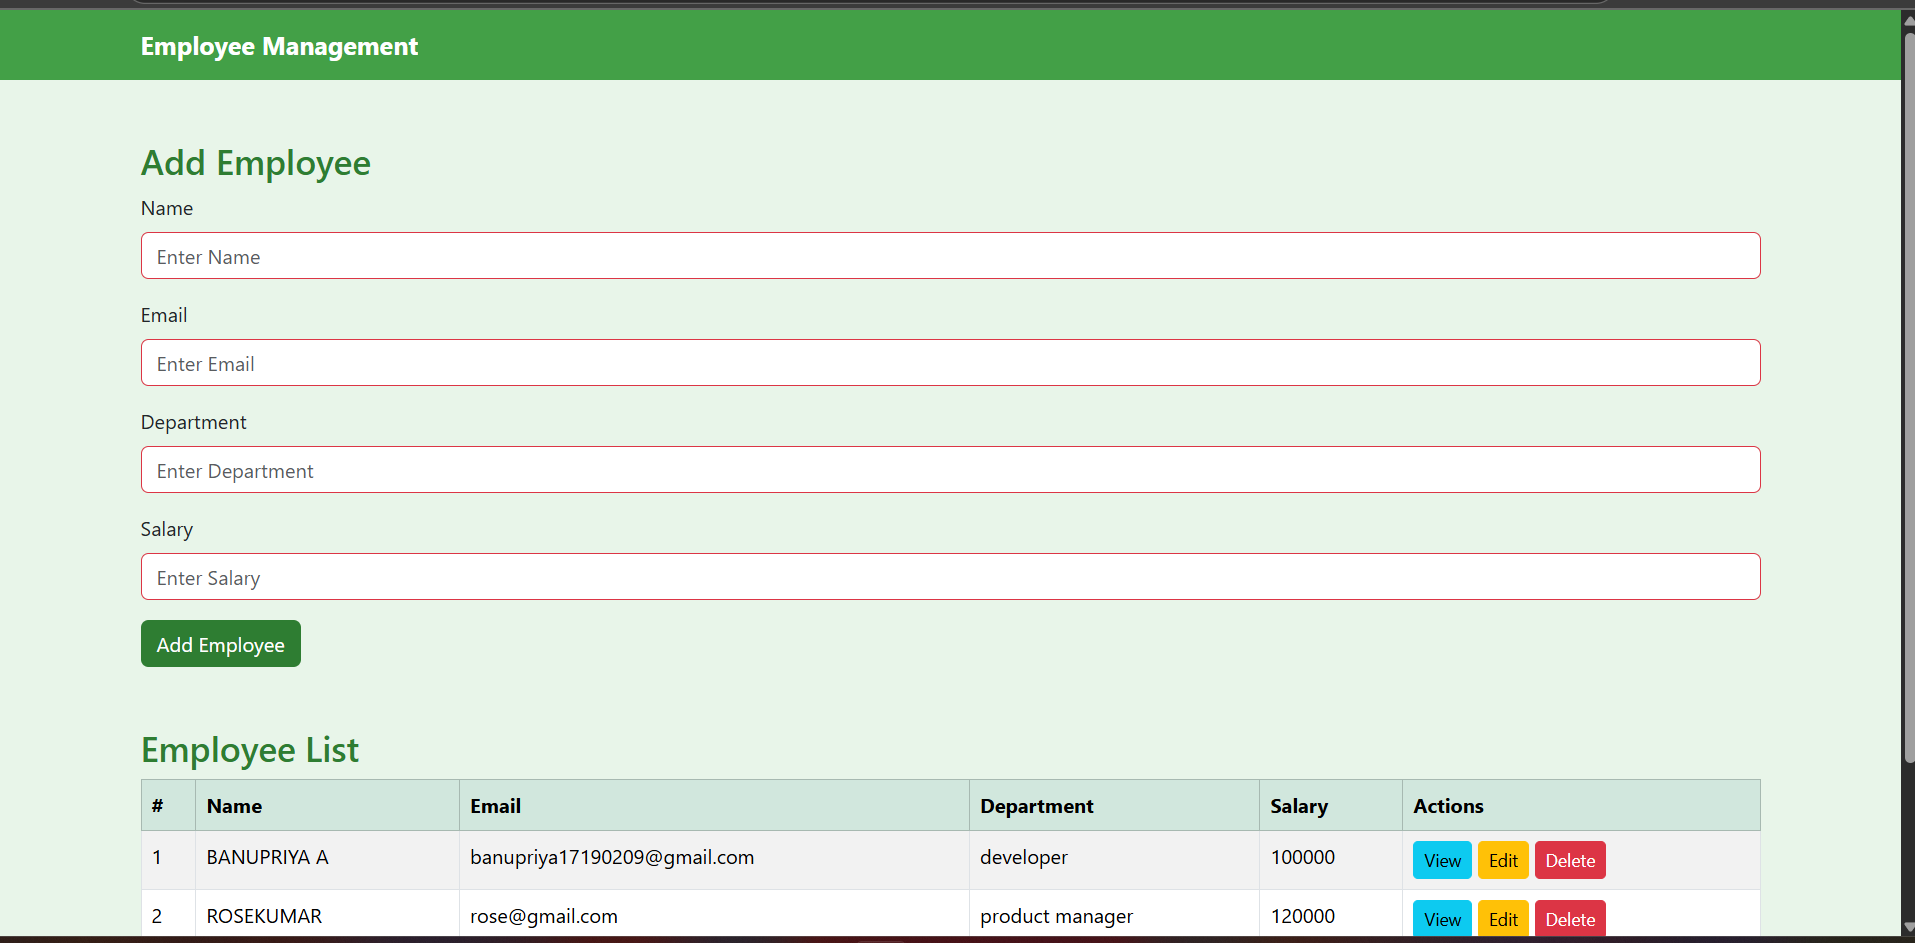 Employee Management
Add Employee
Name
Enter Name
Email
Enter Email
Department
Enter Department
Salary
Enter Salary
Add Employee
Employee List
# Name Email Department Salary Actions
1 BANUPRIYA A banupriya17190209@gmail.com developer 100000 View Edit Delete
2 ROSEKUMAR rose@gmail.com product manager 120000 View Edit Delete